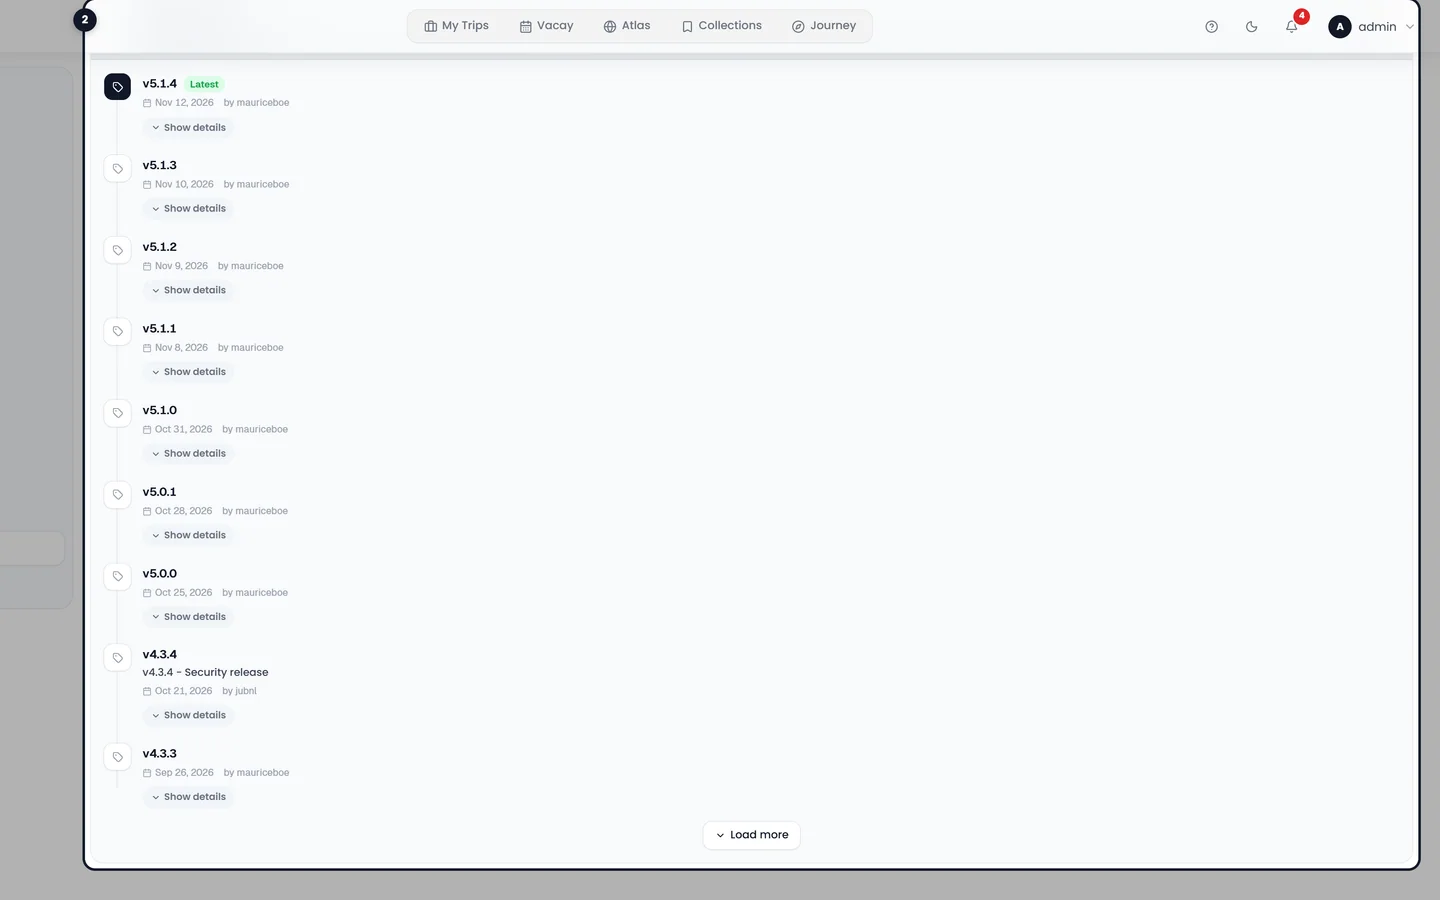 2
My Trips
Vacay
Atlas
Collections
Journey
4
A
admin
v5.1.4 Latest
Nov 12, 2026 by mauriceboe
Show details
v5.1.3
Nov 10, 2026 by mauriceboe
Show details
v5.1.2
Nov 9, 2026 by mauriceboe
Show details
v5.1.1
Nov 8, 2026 by mauriceboe
Show details
v5.1.0
Oct 31, 2026 by mauriceboe
Show details
v5.0.1
Oct 28, 2026 by mauriceboe
Show details
v5.0.0
Oct 25, 2026 by mauriceboe
Show details
v4.3.4
v4.3.4 - Security release
Oct 21, 2026 by jubnl
Show details
v4.3.3
Sep 26, 2026 by mauriceboe
Show details
Load more